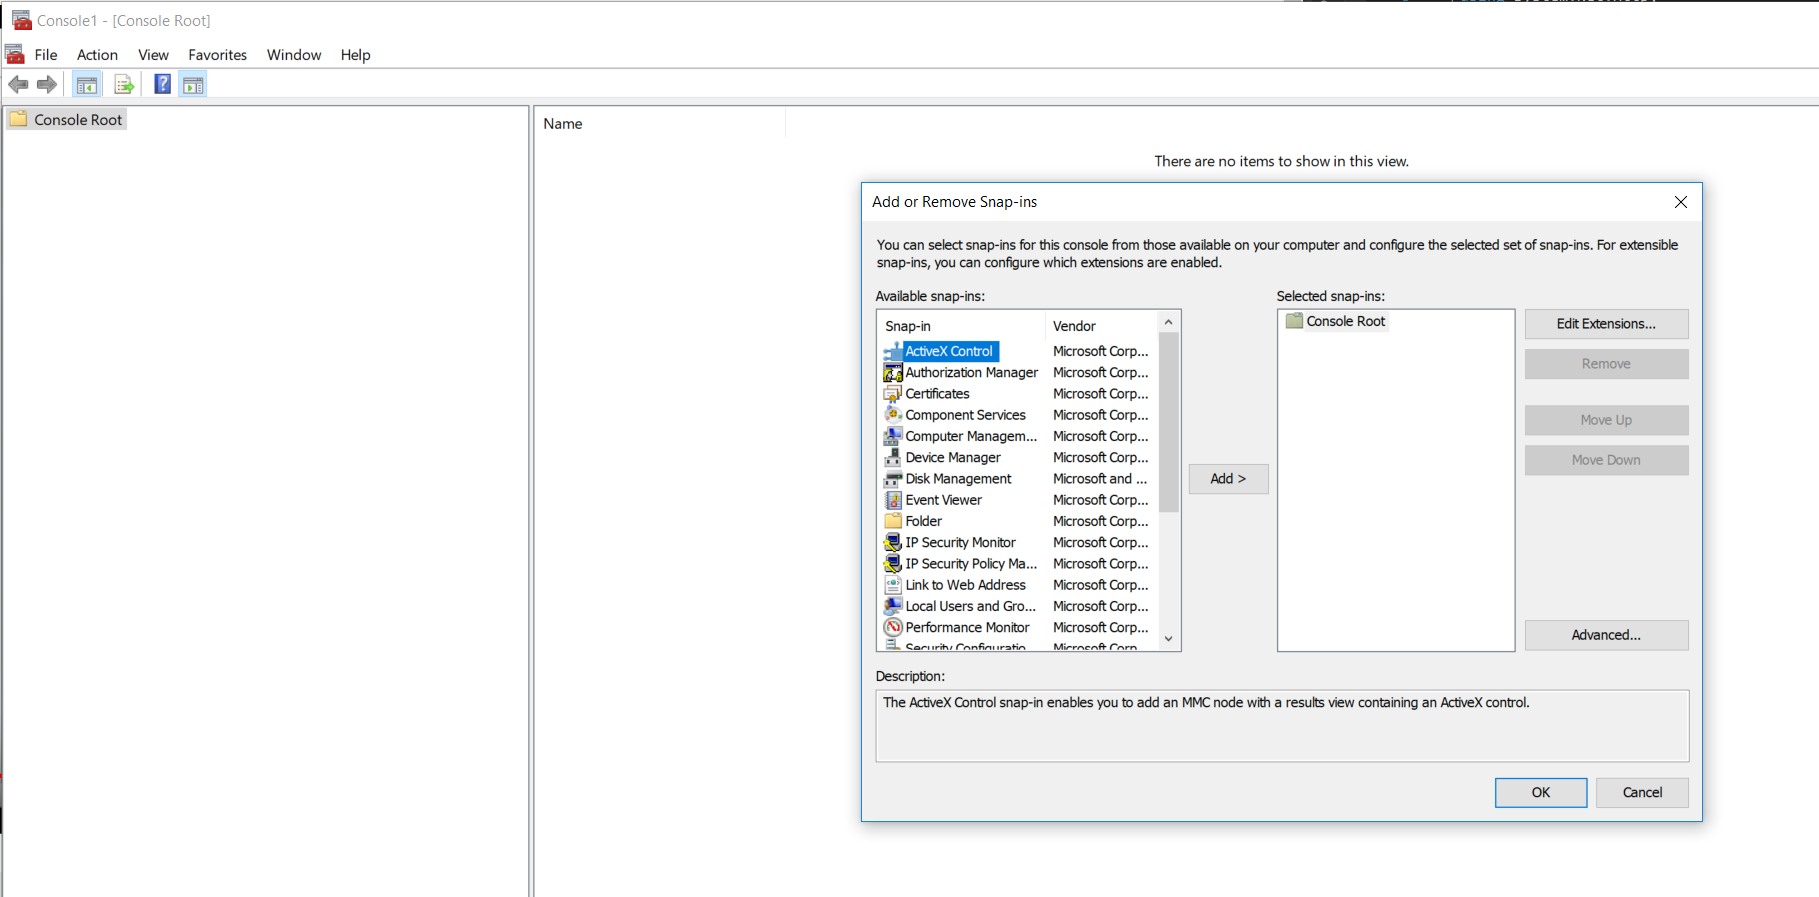 Console1 - [Console Root]
File Action View Favorites Window Help
Console Root
Name
There are no items to show in this view.
Add or Remove Snap-ins
You can select snap-ins for this console from those available on your computer and configure the selected set of snap-ins. For extensible
snap-ins, you can configure which extensions are enabled.
Available snap-ins:
Snap-in Vendor
ActiveX Control Microsoft Corp...
Authorization Manager Microsoft Corp...
Certificates Microsoft Corp...
Component Services Microsoft Corp...
Computer Managem... Microsoft Corp...
Device Manager Microsoft Corp...
Disk Management Microsoft and ...
Event Viewer Microsoft Corp...
Folder Microsoft Corp...
IP Security Monitor Microsoft Corp...
IP Security Policy Ma... Microsoft Corp...
Link to Web Address Microsoft Corp...
Local Users and Gro... Microsoft Corp...
Performance Monitor Microsoft Corp...
Security Configuratio Microsoft Corp
Add >
Selected snap-ins:
Console Root
Edit Extensions...
Remove
Move Up
Move Down
Advanced...
Description:
The ActiveX Control snap-in enables you to add an MMC node with a results view containing an ActiveX control.
OK
Cancel